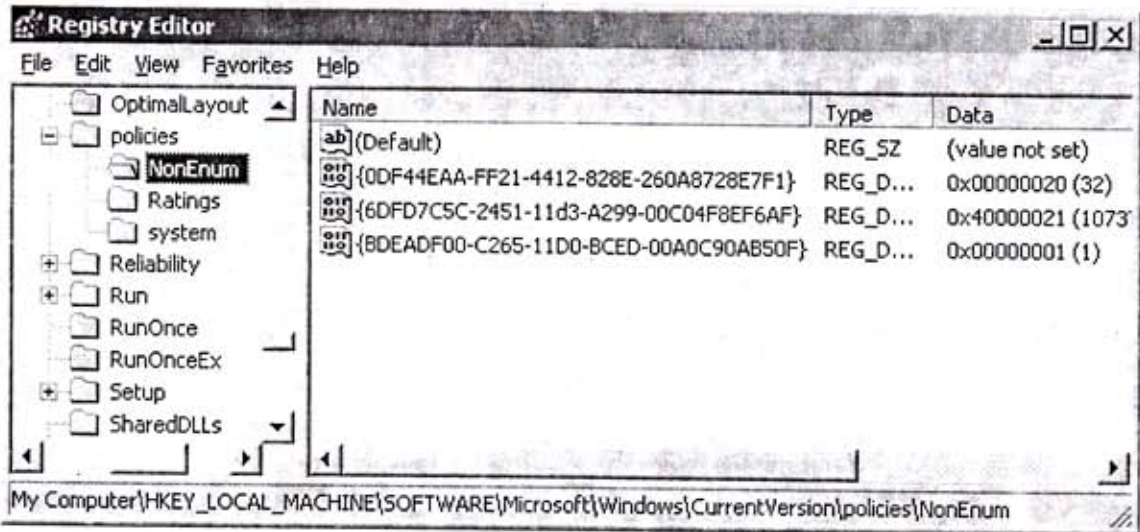 Registry Editor
File Edit View Favorites Help
OptimalLayout
policies
NonEnum
Ratings
system
Reliability
Run
RunOnce
RunOnceEx
Setup
SharedDLLs
Name Type Data
(Default) REG_SZ (value not set)
{0DF44EAA-FF21-4412-828E-260A8728E7F1} REG_D... 0x00000020 (32)
{6DFD7C5C-2451-11d3-A299-00C04F8EF6AF} REG_D... 0x40000021 (1073
{BDEADF00-C265-11D0-BCED-00A0C90AB50F} REG_D... 0x00000001 (1)
My Computer\HKEY_LOCAL_MACHINE\SOFTWARE\Microsoft\Windows\CurrentVersion\policies\NonEnum